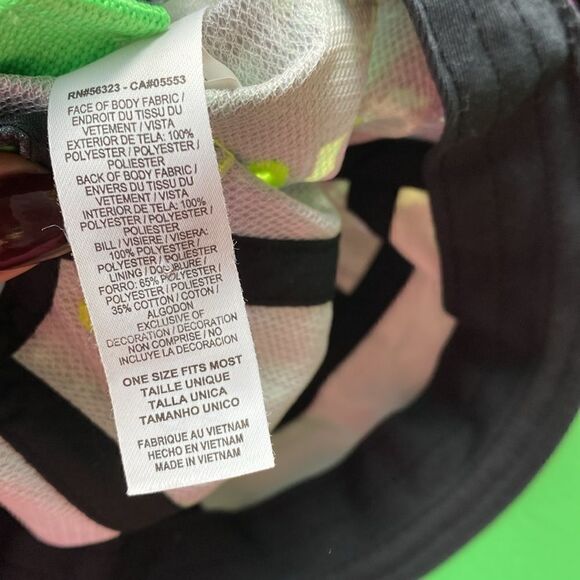 RN#56323 - CA#05553
FACE OF BODY FABRIC /
ENDROIT DU TISSU DU
VETEMENT / VISTA
EXTERIOR DE TELA: 100%
POLYESTER / POLYESTER /
POLIESTER
BACK OF BODY FABRIC /
ENVERS DU TISSU DU
VETEMENT / VISTA
INTERIOR DE TELA: 100%
POLYESTER / POLYESTER /
POLIESTER
BILL / VISIERE / VISERA:
100% POLYESTER /
POLYESTER / POLIESTER
LINING / DOUBLURE /
FORRO: 65% POLYESTER /
POLYESTER / POLIESTER
35% COTTON / COTON /
ALGODON
EXCLUSIVE OF
DECORATION / DECORATION
NON COMPRISE / NO
INCLUYE LA DECORACION
ONE SIZE FITS MOST
TAILLE UNIQUE
TALLA UNICA
TAMANHO UNICO
FABRIQUE AU VIETNAM
HECHO EN VIETNAM
MADE IN VIETNAM